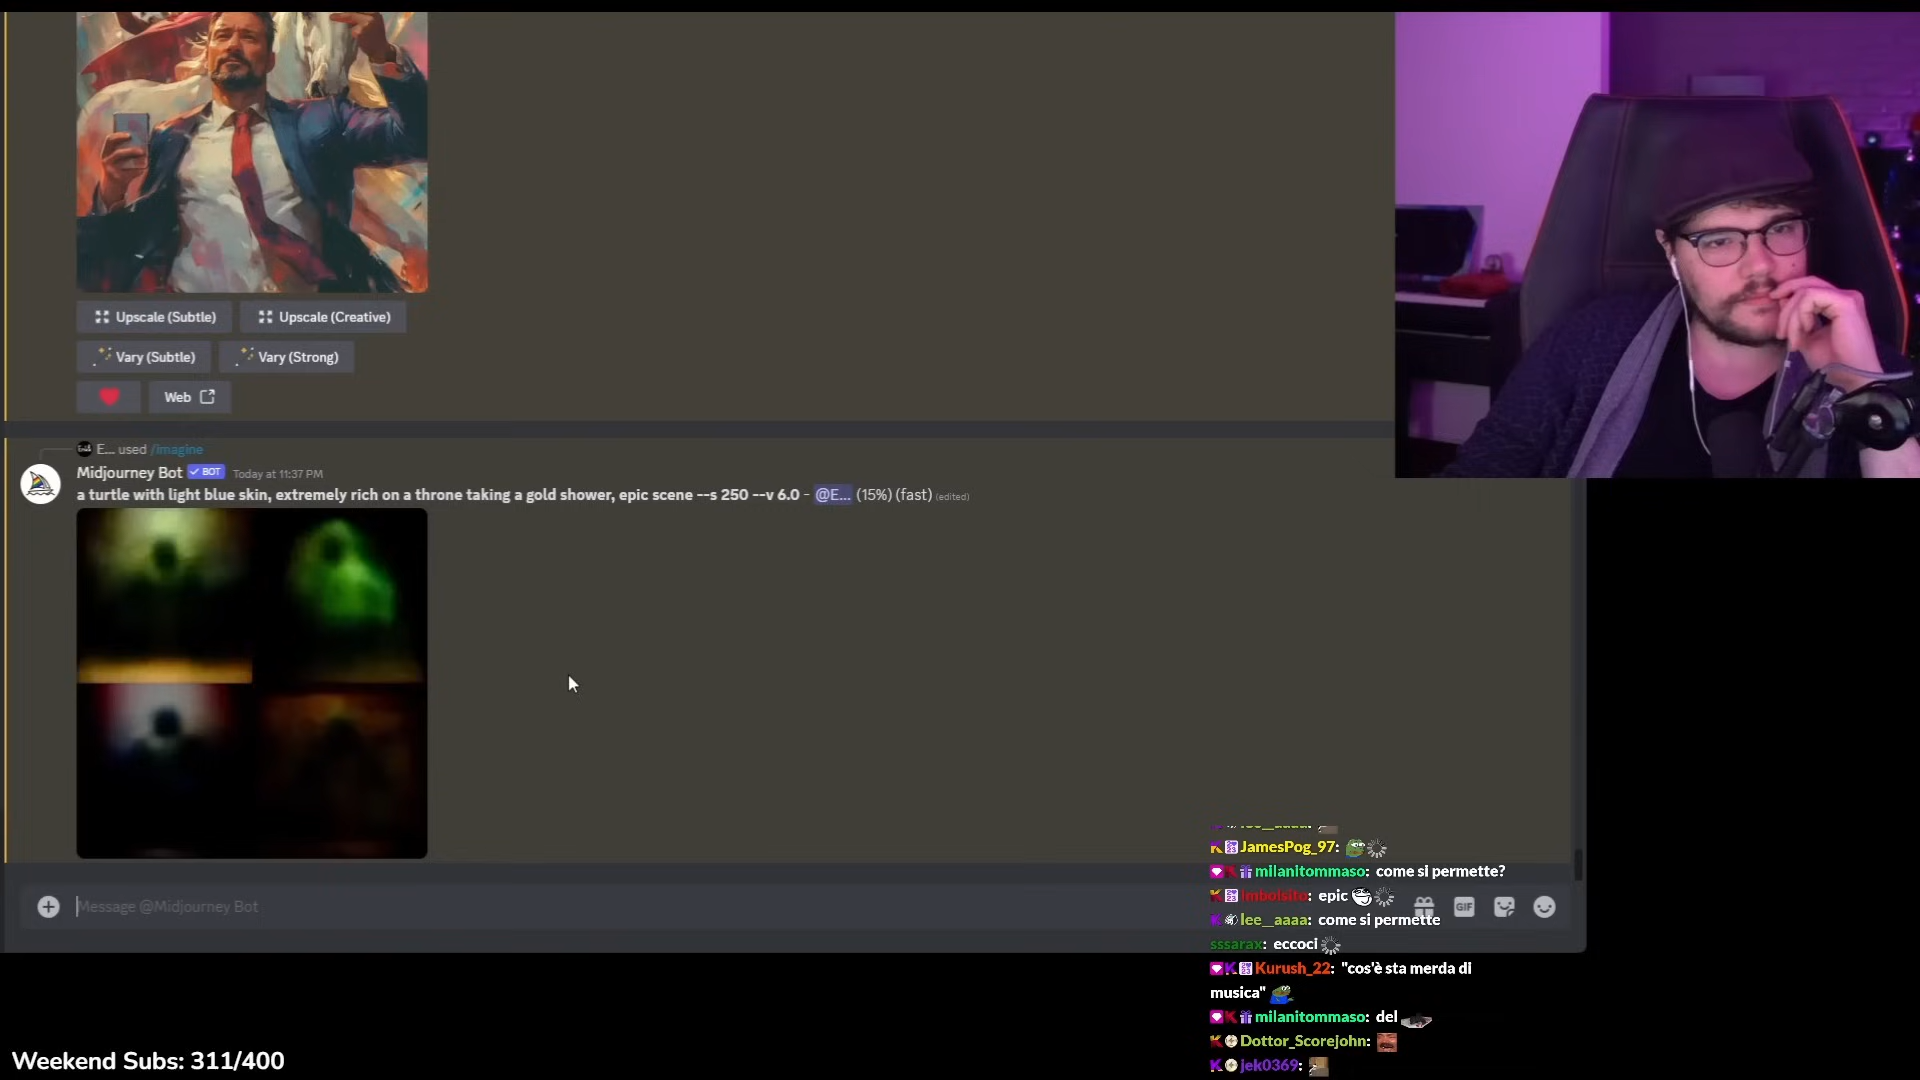 Upscale (Subtle) Upscale (Creative)
Vary (Subtle) Vary (Strong)
Web
E... used /imagine
Midjourney Bot BOT Today at 11:37 PM
a turtle with light blue skin, extremely rich on a throne taking a gold shower, epic scene --s 250 --v 6.0 - @E... (15%) (fast) (edited)
Message @Midjourney Bot
GIF
JamesPog_97:
milanitommaso: come si permette?
imbolsito: epic
lee__aaaa: come si permette
sssarax: eccoci
Kurush_22: "cos'è sta merda di
musica"
milanitommaso: del
Dottor_Scorejohn:
jek0369:
Weekend Subs: 311/400